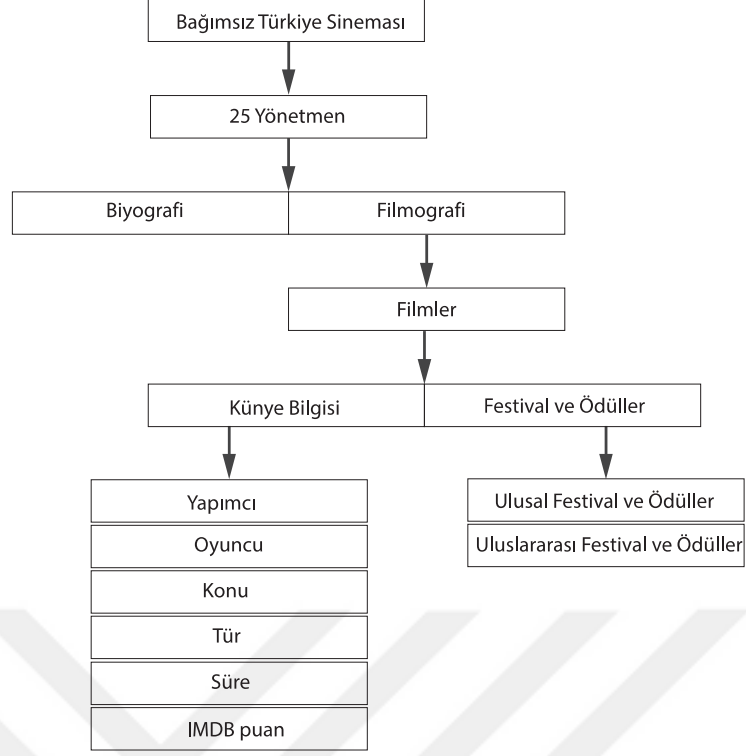 Bağımsız Türkiye Sineması
25 Yönetmen
Biyografi
Filmografi
Filmler
Künye Bilgisi
Festival ve Ödüller
Yapımcı
Oyuncu
Konu
Tür
Süre
IMDB puan
Ulusal Festival ve Ödüller
Uluslararası Festival ve Ödüller